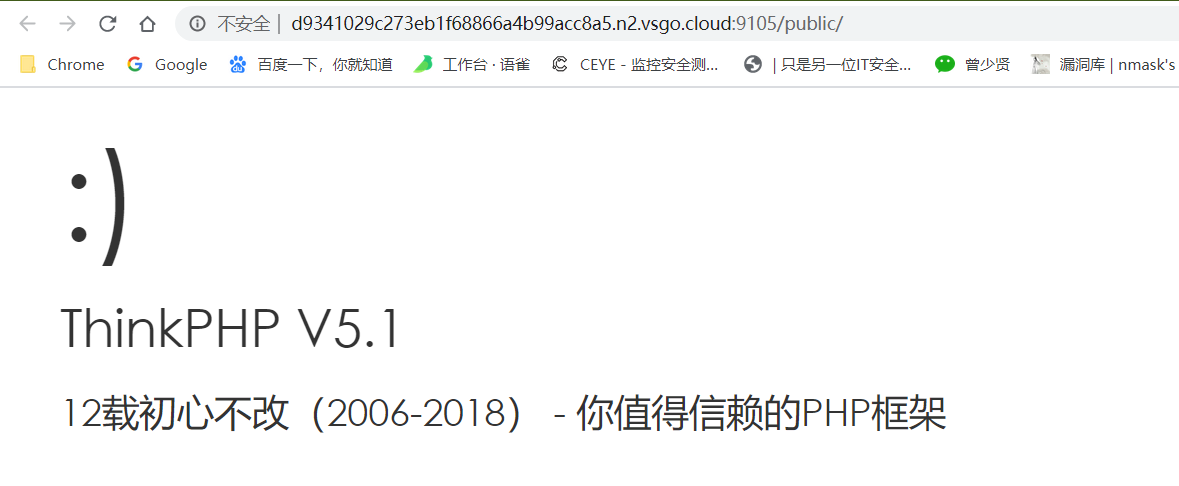 不安全 | d9341029c273eb1f68866a4b99acc8a5.n2.vsgo.cloud:9105/public/
Chrome Google 百度一下，你就知道 工作台 · 语雀 CEYE - 监控安全测... | 只是另一位IT安全... 曾少贤 漏洞库 | nmask's
:)
ThinkPHP V5.1
12载初心不改（2006-2018） - 你值得信赖的PHP框架